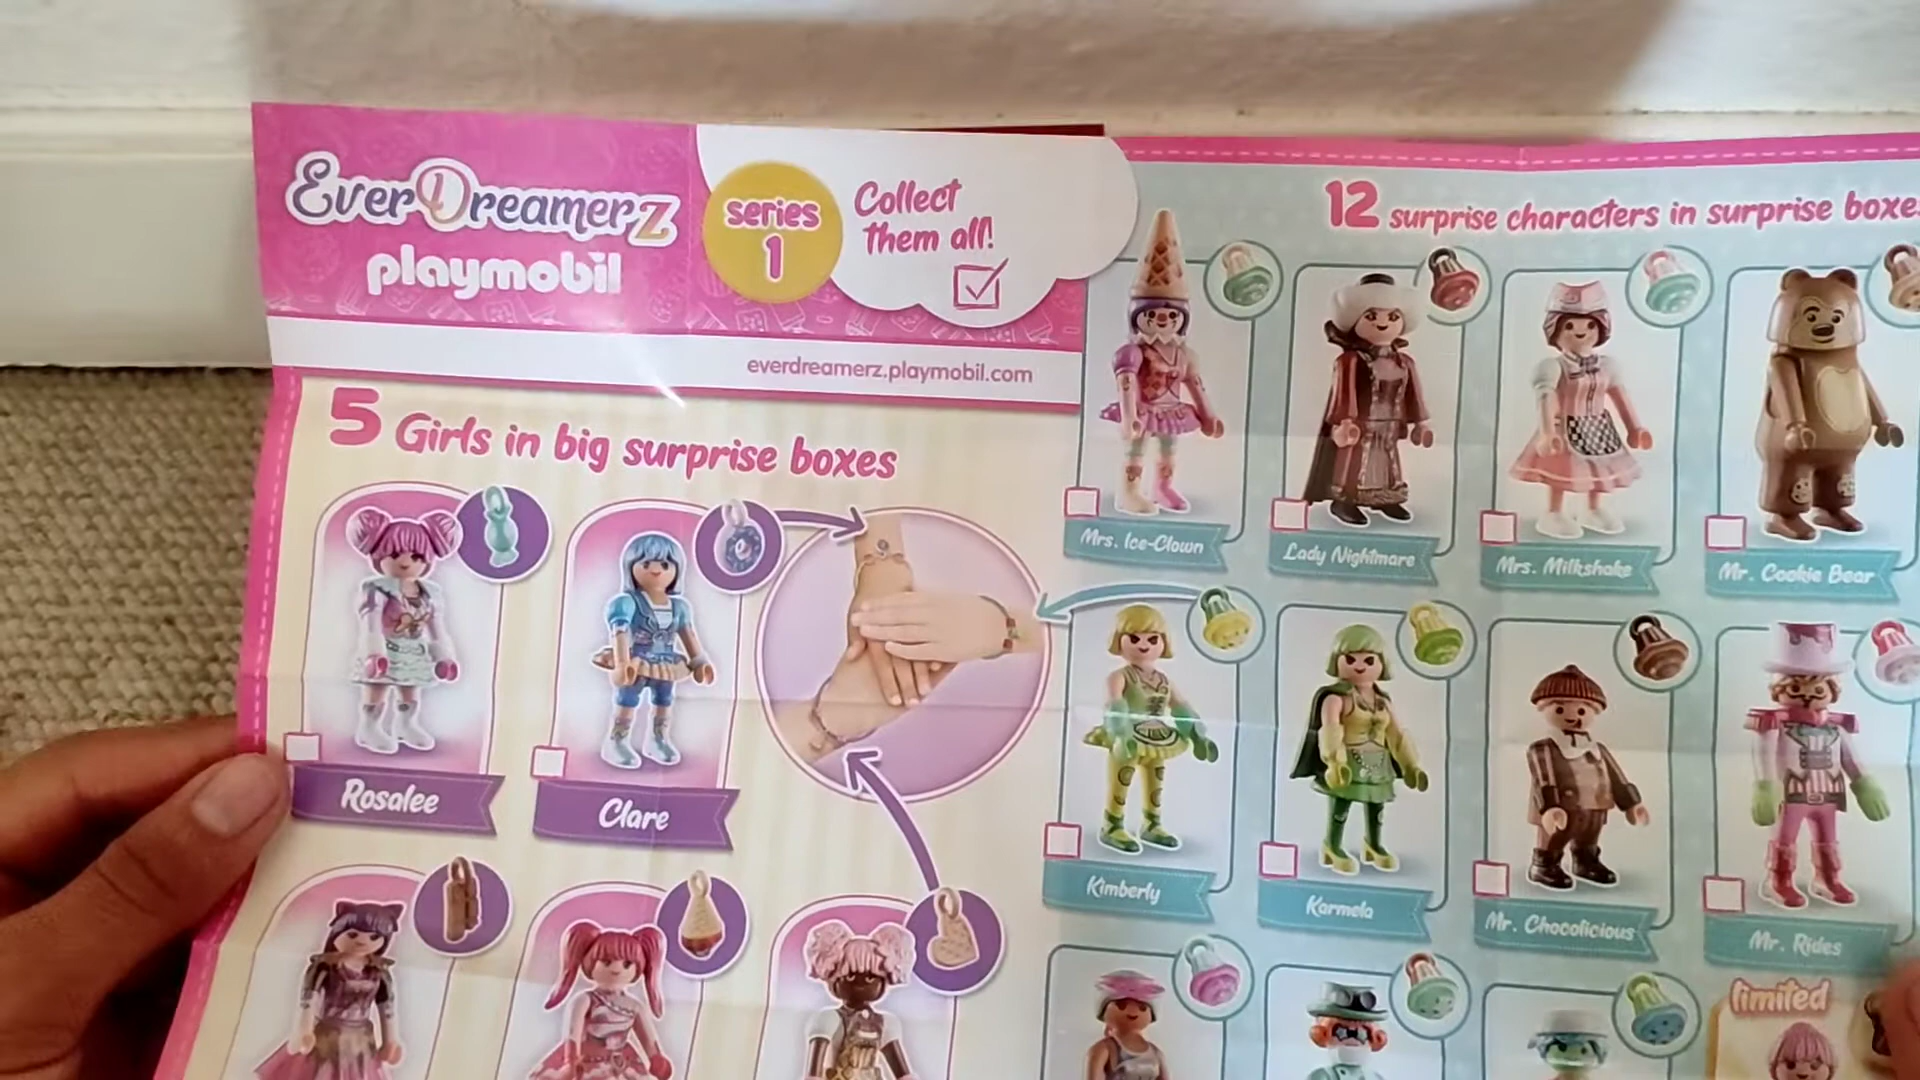 EverDreamerz
playmobil
series
1
Collect
them all!
everdreamerz.playmobil.com
5 Girls in big surprise boxes
Rosalee
Clare
12 surprise characters in surprise
Mrs. Ice-Clown
Lady Nightmare
Mrs. Milkshake
Mr. Cookie Bear
Kimberly
Karmela
Mr. Chocolicious
Mr. Rides
limited